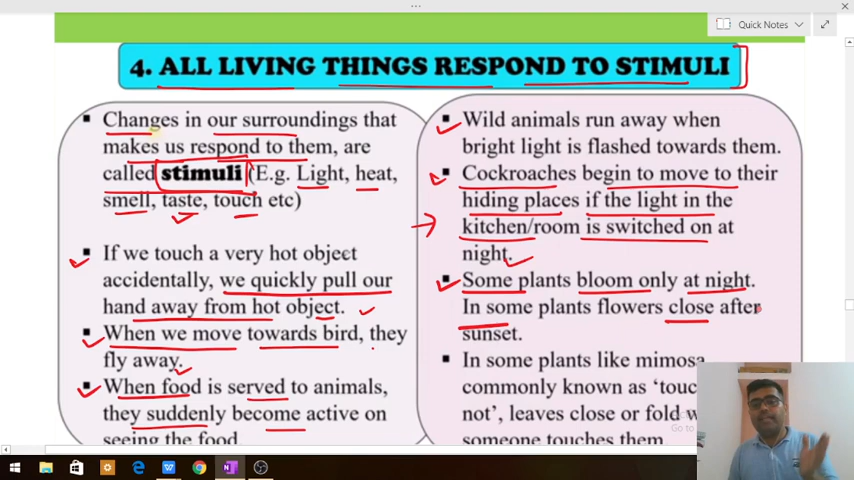 Quick Notes
4. ALL LIVING THINGS RESPOND TO STIMULI
▪ Changes in our surroundings that
makes us respond to them, are
called stimuli (E.g. Light, heat,
smell, taste, touch etc)
▪ If we touch a very hot object
accidentally, we quickly pull our
hand away from hot object.
▪ When we move towards bird, they
fly away.
▪ When food is served to animals,
they suddenly become active on
seeing the food
▪ Wild animals run away when
bright light is flashed towards them.
▪ Cockroaches begin to move to their
hiding places if the light in the
kitchen/room is switched on at
night.
▪ Some plants bloom only at night.
In some plants flowers close after
sunset.
▪ In some plants like mimosa
commonly known as ‘touc
not’, leaves close or fold w
someone touches them
Go to